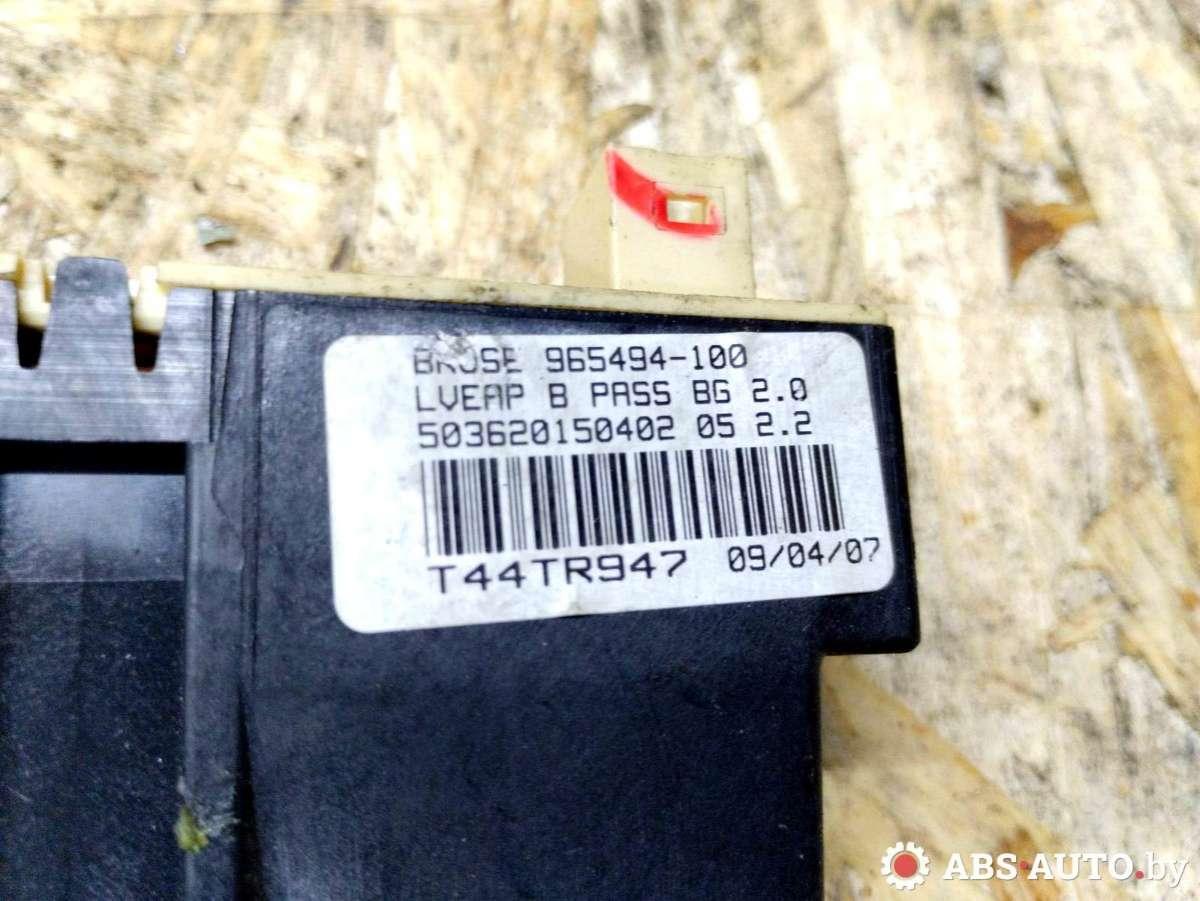 BROSE 965494-100
LVEAP B PASS BG 2.0
503620150402 05 2.2
T44TR947 09/04/07
ABS-AUTO.by